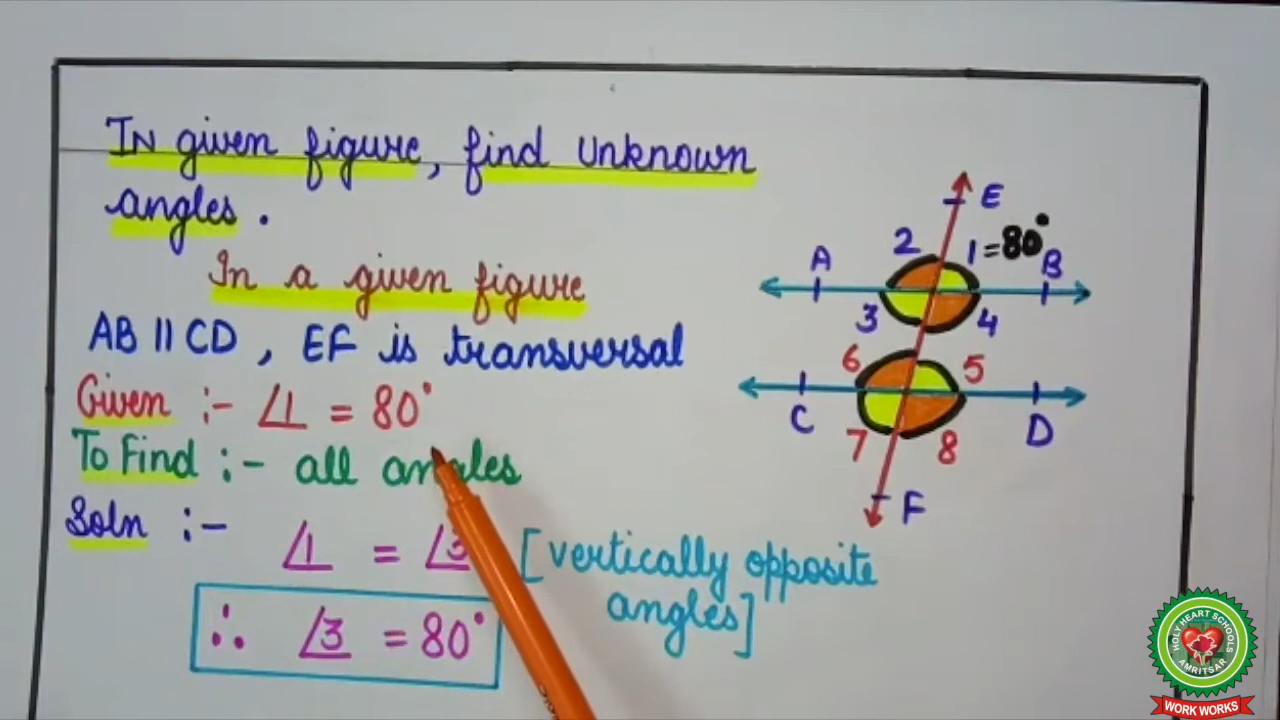 In given figure, find unknown
angles.
In a given figure
AB || CD, EF is transversal
Given :- ∠1 = 80°
To Find :- all angles
Soln :-
∠1 = ∠3 [vertically opposite
angles]
∴ ∠3 = 80°
E
2 1 = 80°
A B
3 4
6 5
C D
7 8
F
HOLY HEART SCHOOLS
AMRITSAR
WORK WORKS